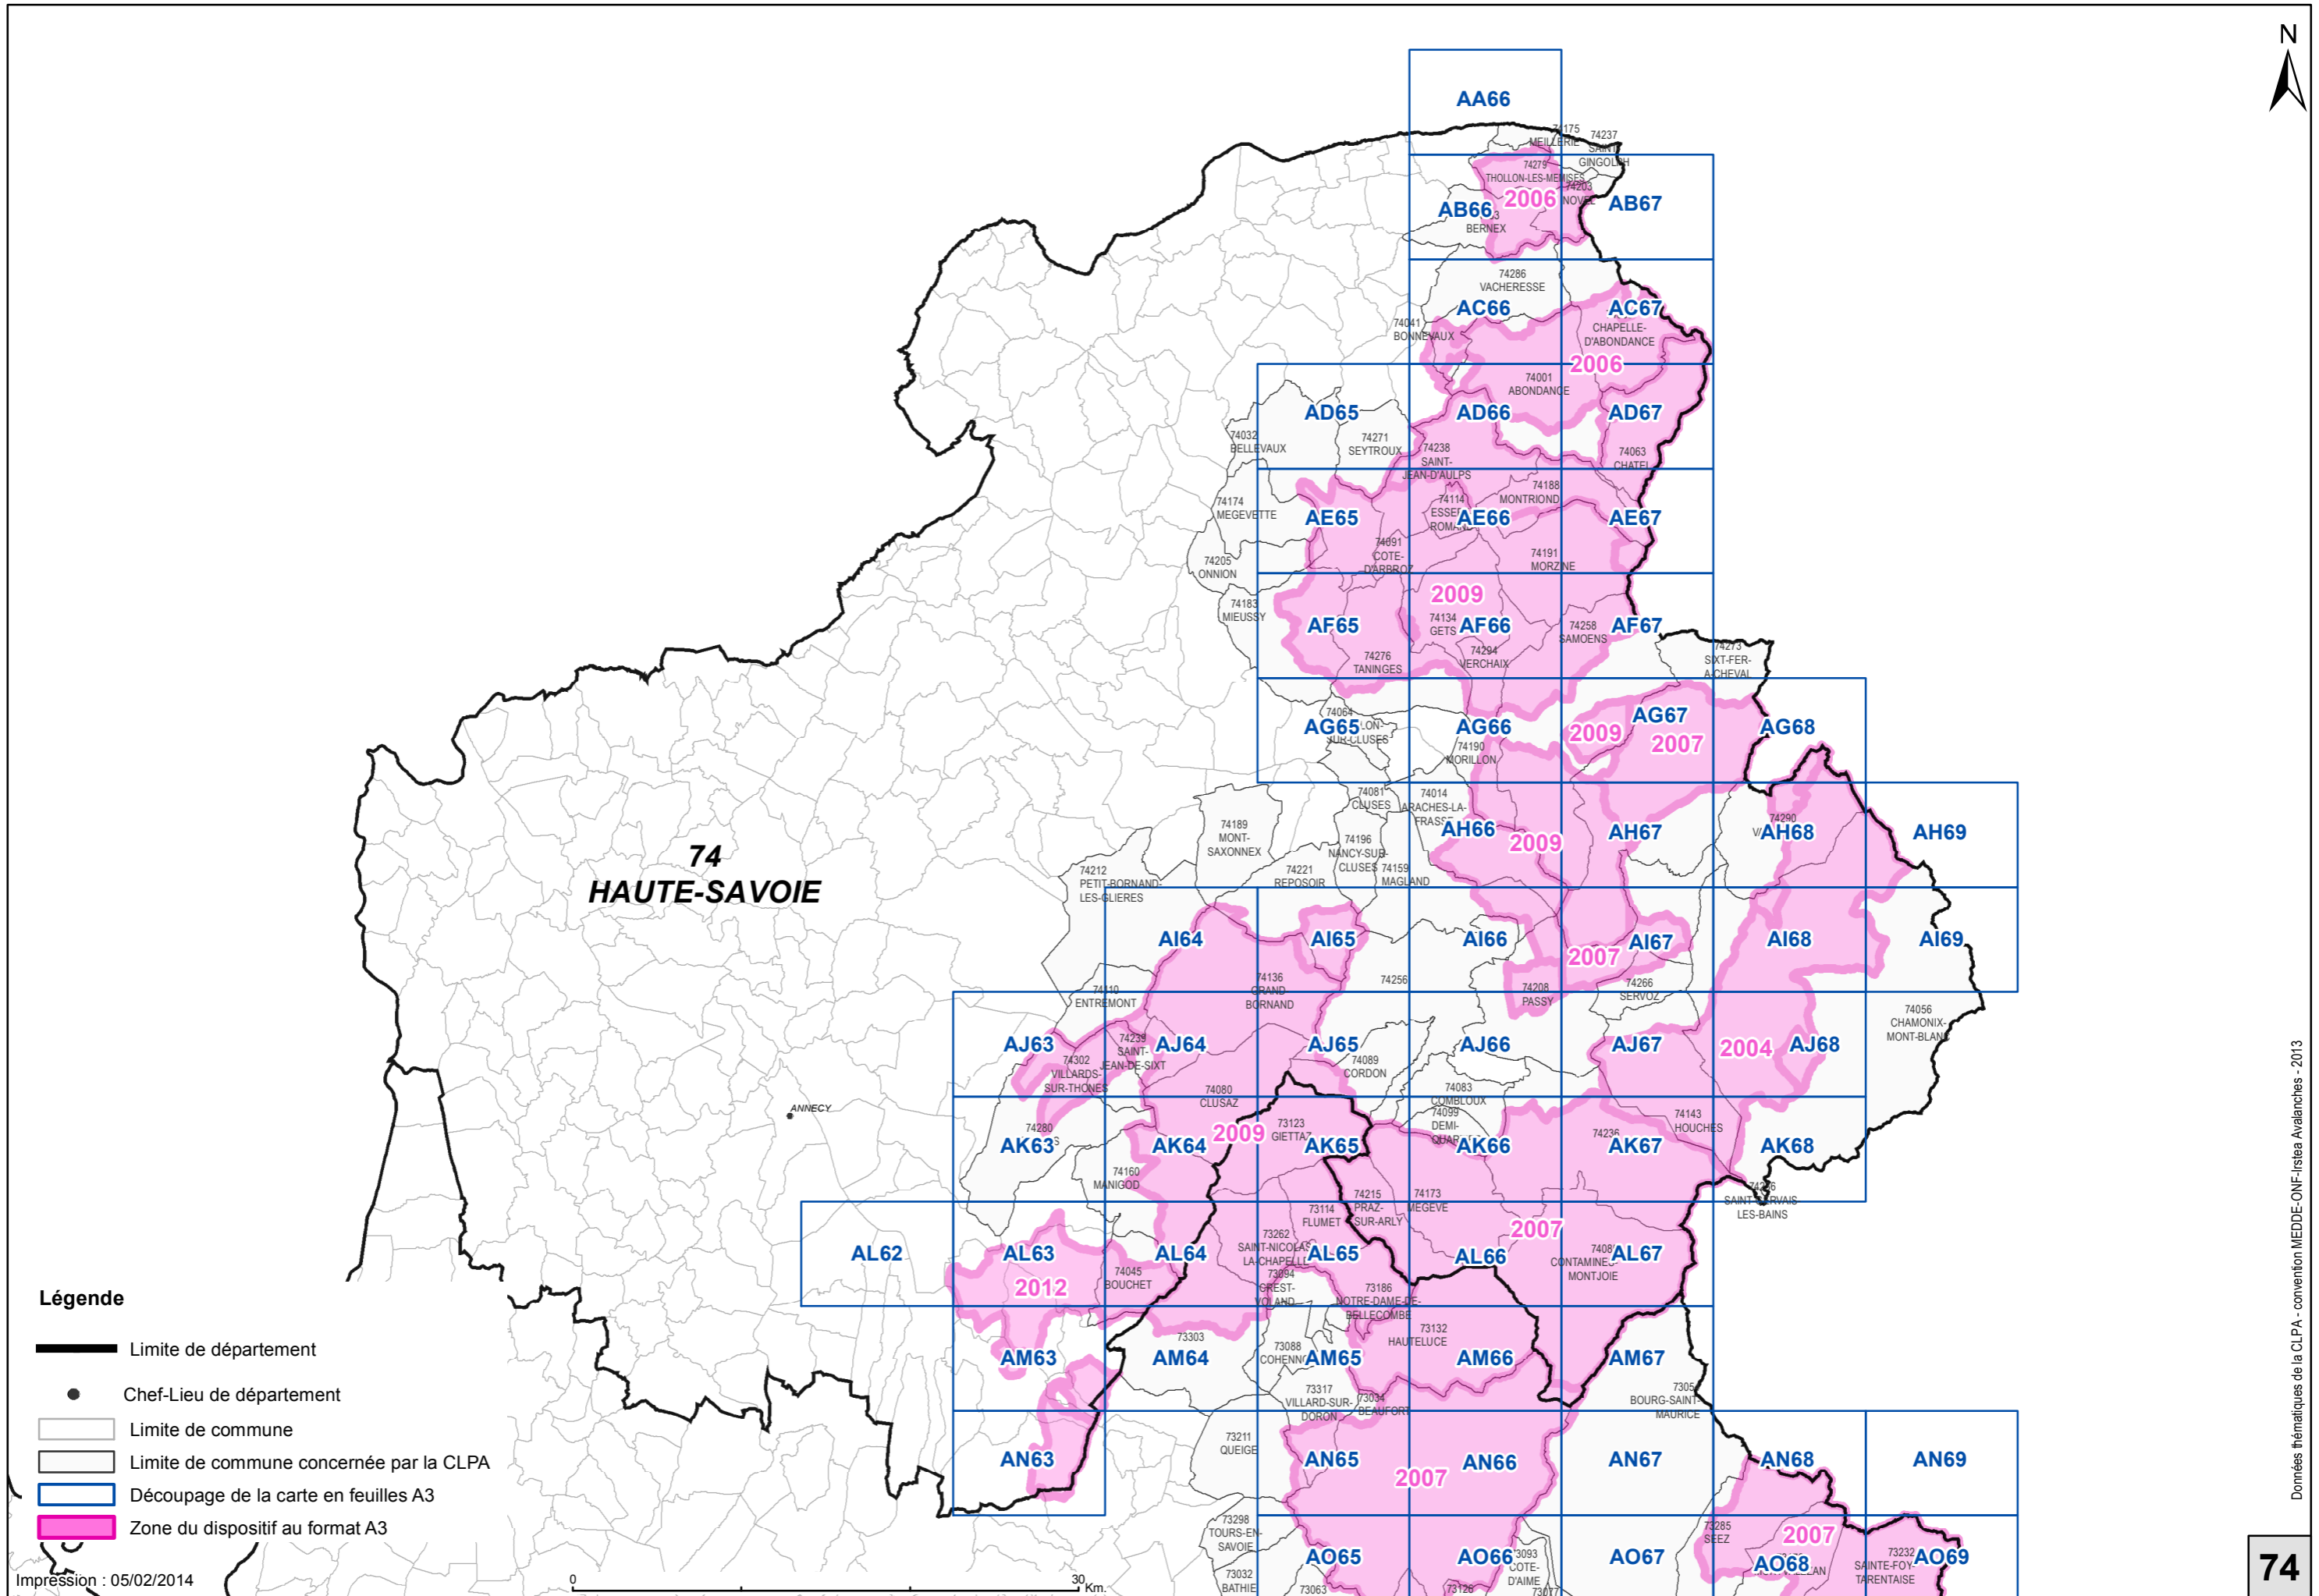 N
AA66
74175
MEILLERIE
74237
SAINT-
GINGOLPH
74279
THOLLON-LES-MEMISES
74203
NOVEL
2006
AB66
AB67
BERNEX
74286
VACHERESSE
AC66
AC67
74041
BONNEVAUX
CHAPELLE-
D'ABONDANCE
2006
74001
ABONDANCE
AD65
AD66
AD67
74032
BELLEVAUX
74271
SEYTROUX
74238
SAINT-
JEAN-D'AULPS
74063
CHATEL
74174
MEGEVETTE
74188
MONTRIOND
74114
AE65
AE66
AE67
74091
COTE-
D'ARBROZ
74191
MORZINE
74205
ONNION
74183
MIEUSSY
2009
74134
GETS
AF65
AF66
AF67
74258
SAMOENS
74276
TANINGES
74294
VERCHAIX
74273
SIXT-FER-
A-CHEVAL
74064
SUR-CLUSES
AG65
AG66
AG67
AG68
2009
2007
74190
MORILLON
74081
CLUSES
74014
ARACHES-LA-
FRASSE
74189
MONT-
SAXONNEX
74196
NANCY-SUR-
CLUSES
74159
MAGLAND
AH66
2009
AH67
74290
AH68
AH69
74
HAUTE-SAVOIE
74212
PETIT-BORNAND-
LES-GLIERES
74221
REPOSOIR
AI64
AI65
AI66
AI67
AI68
AI69
2007
74136
GRAND
BORNAND
74256
74208
PASSY
74266
SERVOZ
74110
ENTREMONT
74056
CHAMONIX-
MONT-BLANC
AJ63
AJ64
AJ65
AJ66
AJ67
2004
AJ68
74239
SAINT-
JEAN-DE-SIXT
74302
VILLARDS-
SUR-THONES
74089
CORDON
74080
CLUSAZ
74083
COMBLOUX
ANNECY
74099
DEMI-
74143
HOUCHES
74280
73123
GIETTAZ
2009
74236
AK63
AK64
AK65
AK66
AK67
AK68
74160
MANIGOD
74215
PRAZ-
SUR-ARLY
74173
MEGEVE
SAINT-GERVAIS
LES-BAINS
73114
FLUMET
2007
73262
SAINT-NICOLAS
LA-CHAPELLE
AL62
AL63
AL64
AL65
AL66
AL67
CONTAMINES-
MONTJOIE
2012
74045
BOUCHET
73094
CREST-
VOLAND
73186
NOTRE-DAME-DE-
BELLECOMBE
73132
HAUTELUCE
73303
73088
AM63
AM64
AM65
AM66
AM67
73317
VILLARD-SUR-
DORON
73034
BEAUFORT
BOURG-SAINT-
MAURICE
73211
QUEIGE
AN63
AN65
AN66
AN67
AN68
AN69
2007
73298
TOURS-EN-
SAVOIE
73285
SEEZ
2007
73093
COTE-
D'AIME
73232
SAINTE-FOY-
TARENTAISE
AO65
AO66
AO67
AO68
AO69
73032
BATHIE
73063
Légende
Limite de département
Chef-Lieu de département
Limite de commune
Limite de commune concernée par la CLPA
Découpage de la carte en feuilles A3
Zone du dispositif au format A3
Impression : 05/02/2014
0
30
Km.
Données thématiques de la CLPA - convention MEDDE-ONF-Irstea Avalanches - 2013
74